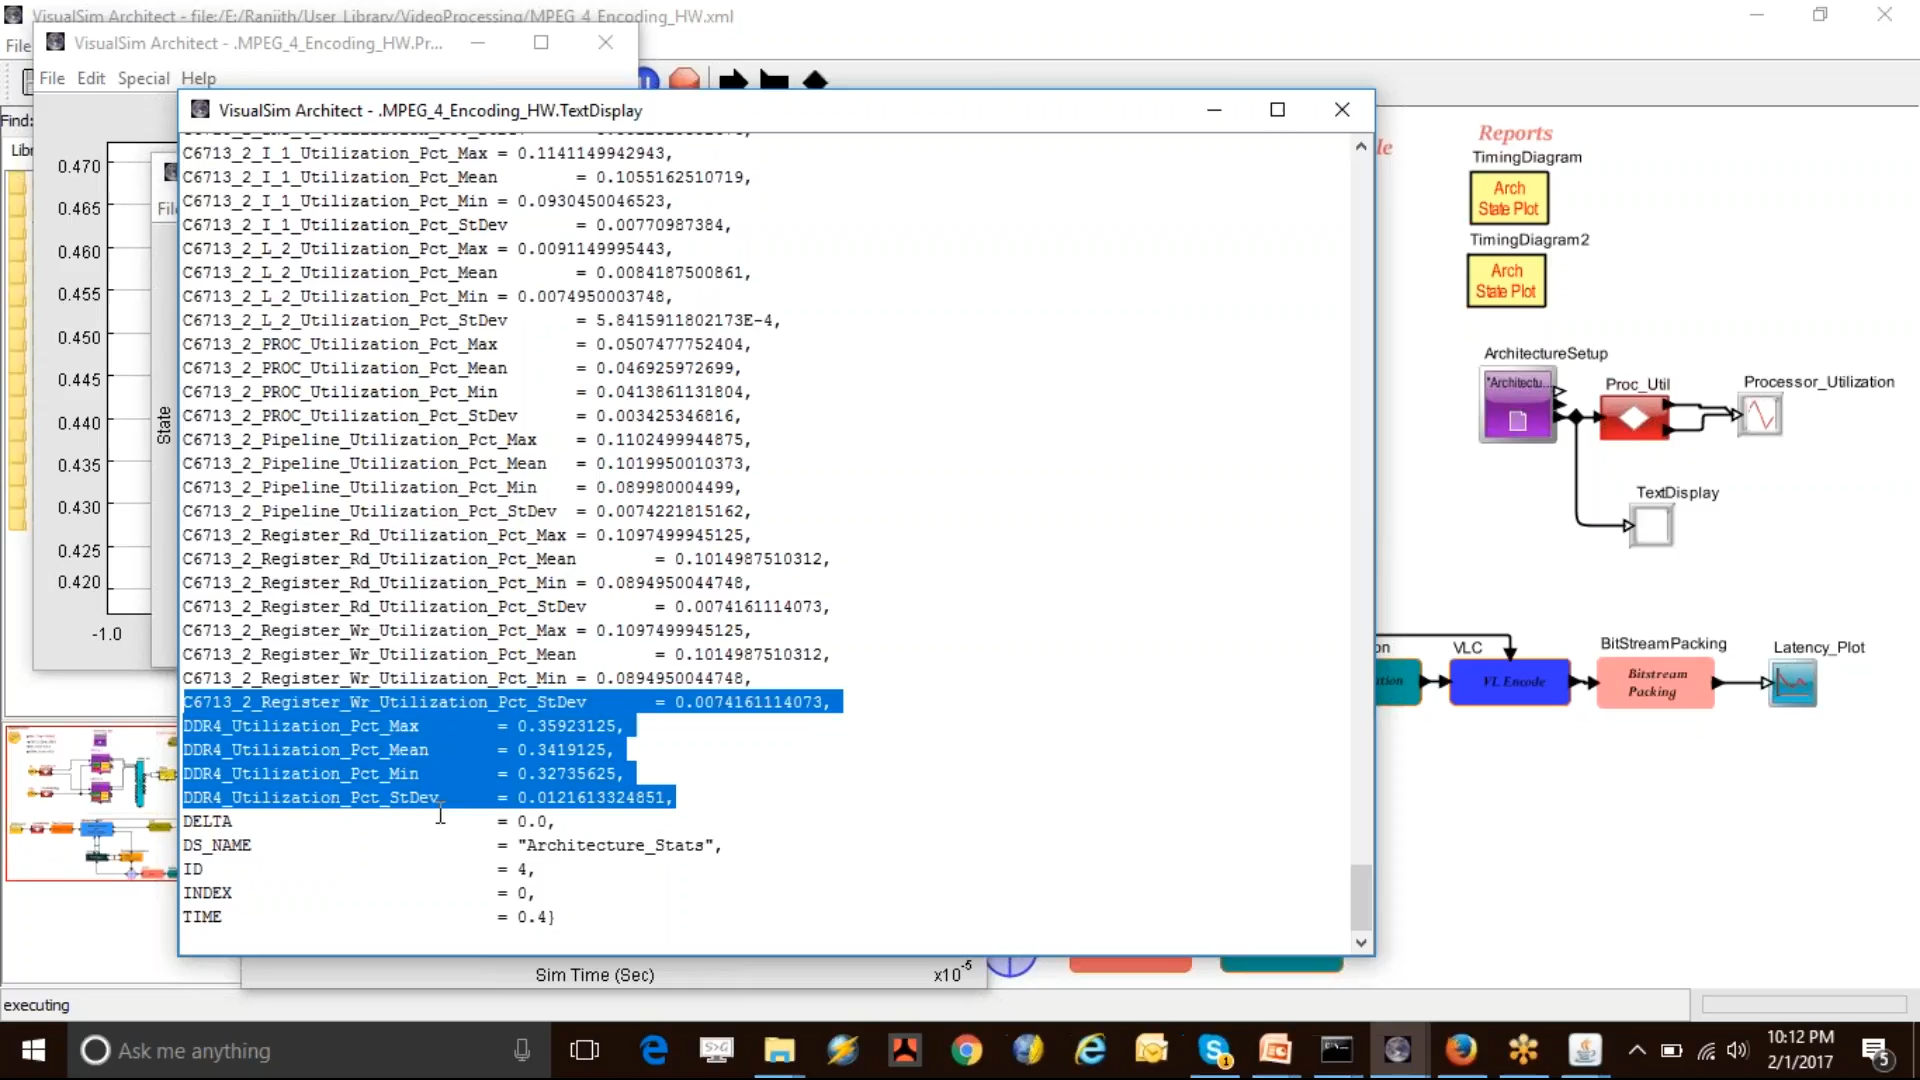 VisualSim Architect - file:/E:/Ranjith/User_Library/VideoProcessing/MPEG_4_Encoding_HW.xml
File
VisualSim Architect - .MPEG_4_Encoding_HW.Pr...
File Edit Special Help
Find:
0.470
0.465
0.460
0.455
0.450
0.445
0.440
0.435
0.430
0.425
0.420
-1.0
State
VisualSim Architect - .MPEG_4_Encoding_HW.TextDisplay
C6713_2_I_1_Utilization_Pct_Max = 0.1141149942943,
C6713_2_I_1_Utilization_Pct_Mean = 0.1055162510719,
C6713_2_I_1_Utilization_Pct_Min = 0.0930450046523,
C6713_2_I_1_Utilization_Pct_StDev = 0.00770987384,
C6713_2_L_2_Utilization_Pct_Max = 0.0091149995443,
C6713_2_L_2_Utilization_Pct_Mean = 0.0084187500861,
C6713_2_L_2_Utilization_Pct_Min = 0.0074950003748,
C6713_2_L_2_Utilization_Pct_StDev = 5.8415911802173E-4,
C6713_2_PROC_Utilization_Pct_Max = 0.0507477752404,
C6713_2_PROC_Utilization_Pct_Mean = 0.046925972699,
C6713_2_PROC_Utilization_Pct_Min = 0.0413861131804,
C6713_2_PROC_Utilization_Pct_StDev = 0.003425346816,
C6713_2_Pipeline_Utilization_Pct_Max = 0.1102499944875,
C6713_2_Pipeline_Utilization_Pct_Mean = 0.1019950010373,
C6713_2_Pipeline_Utilization_Pct_Min = 0.089980004499,
C6713_2_Pipeline_Utilization_Pct_StDev = 0.0074221815162,
C6713_2_Register_Rd_Utilization_Pct_Max = 0.1097499945125,
C6713_2_Register_Rd_Utilization_Pct_Mean = 0.1014987510312,
C6713_2_Register_Rd_Utilization_Pct_Min = 0.0894950044748,
C6713_2_Register_Rd_Utilization_Pct_StDev = 0.0074161114073,
C6713_2_Register_Wr_Utilization_Pct_Max = 0.1097499945125,
C6713_2_Register_Wr_Utilization_Pct_Mean = 0.1014987510312,
C6713_2_Register_Wr_Utilization_Pct_Min = 0.0894950044748,
C6713_2_Register_Wr_Utilization_Pct_StDev = 0.0074161114073,
DDR4_Utilization_Pct_Max = 0.35923125,
DDR4_Utilization_Pct_Mean = 0.3419125,
DDR4_Utilization_Pct_Min = 0.32735625,
DDR4_Utilization_Pct_StDev = 0.0121613324851,
DELTA = 0.0,
DS_NAME = "Architecture_Stats",
ID = 4,
INDEX = 0,
TIME = 0.4}
Sim Time (Sec)
x10-5
Reports
TimingDiagram
Arch
State Plot
TimingDiagram2
Arch
State Plot
ArchitectureSetup
"Architectu...
Proc_Util
Processor_Utilization
TextDisplay
VLC
VL Encode
BitStreamPacking
Bitstream
Packing
Latency_Plot
executing
Ask me anything
10:12 PM
2/1/2017
5